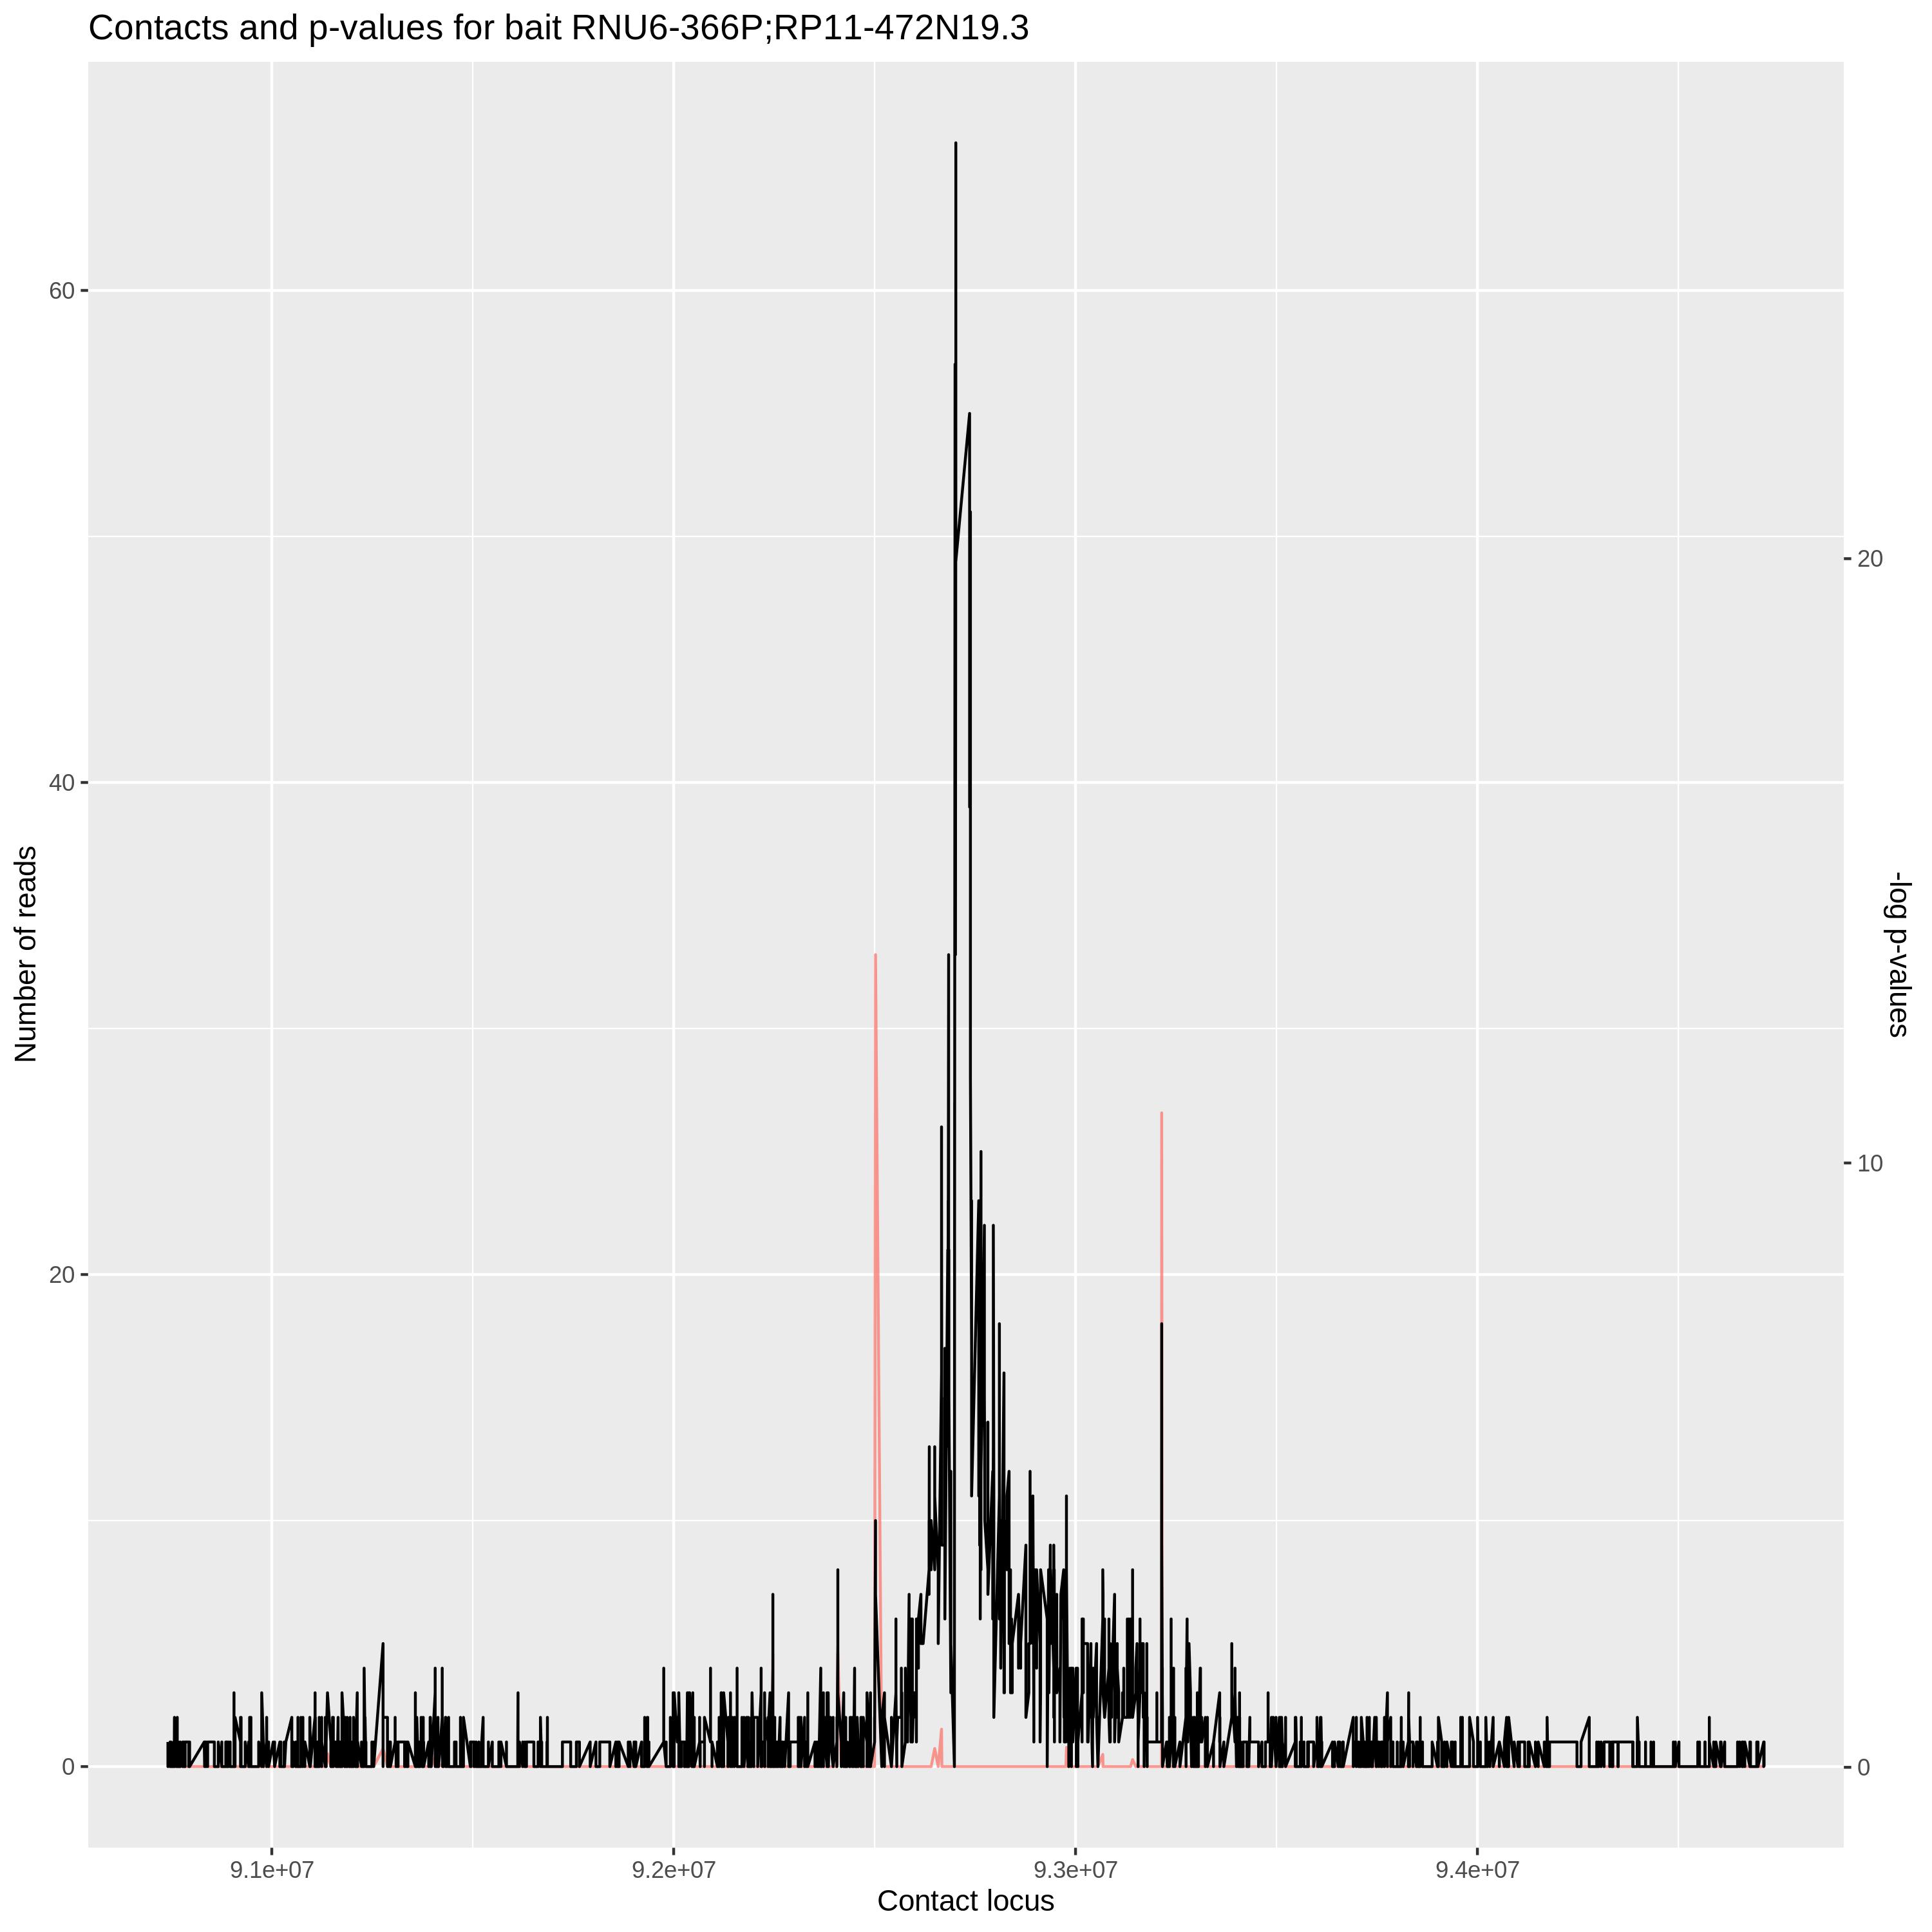 Contacts and p-values for bait RNU6-366P;RP11-472N19.3
60
40
20
0
Number of reads
20
10
0
-log p-values
9.1e+07
9.2e+07
9.3e+07
9.4e+07
Contact locus